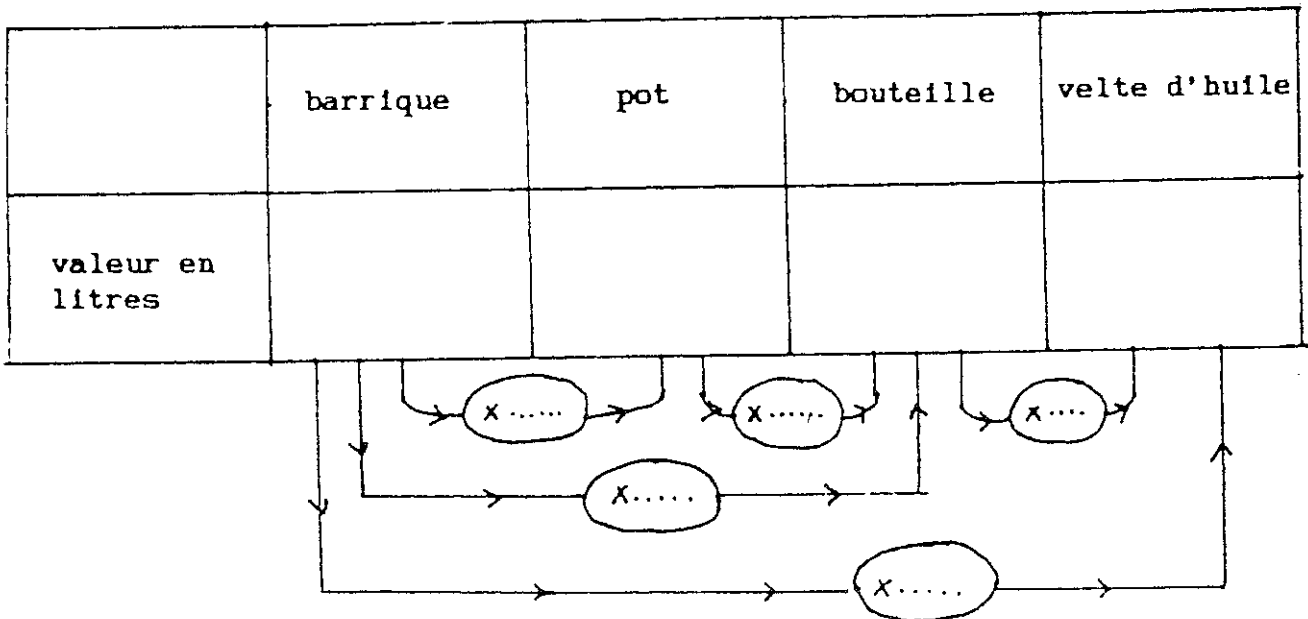 barrique pot bouteille velte d'huile
valeur en
litres
x...... x...... x....
x.....
x.....